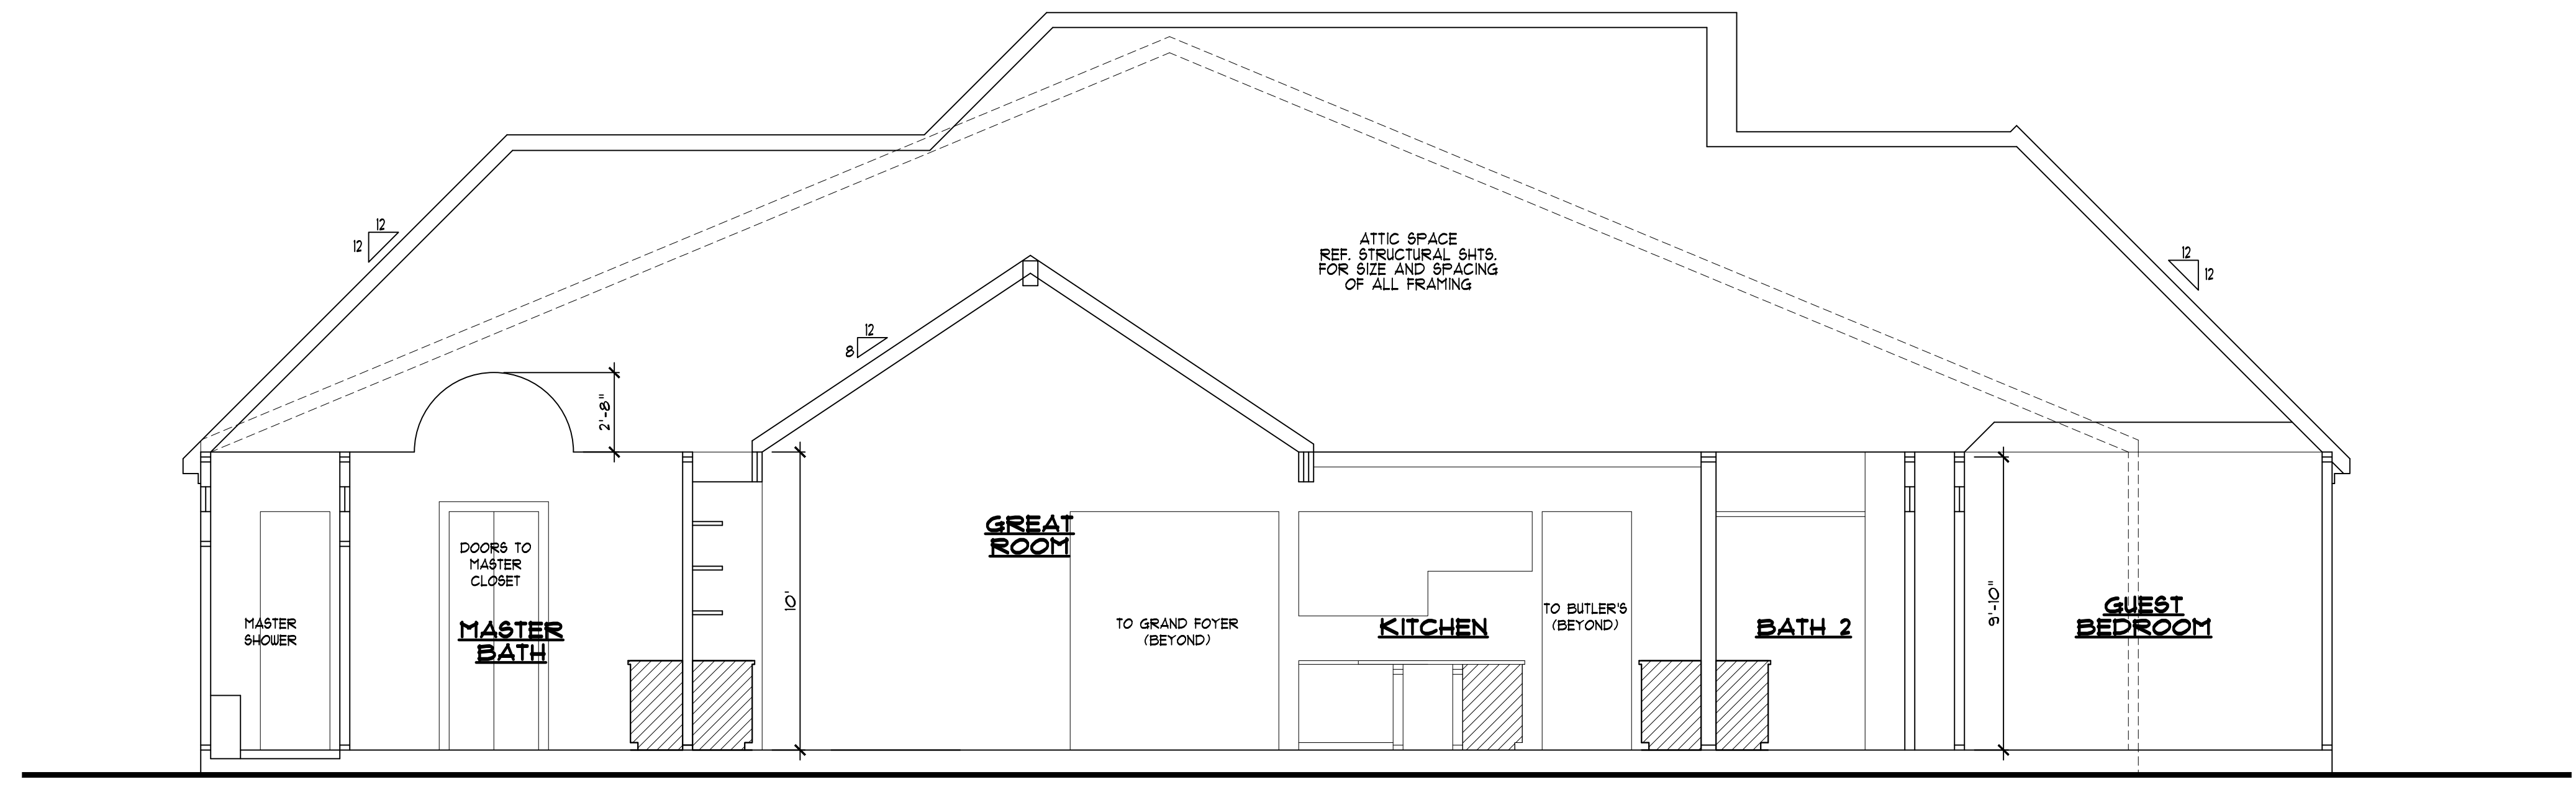 12
12
12
12
ATTIC SPACE
REF. STRUCTURAL SHTS.
FOR SIZE AND SPACING
OF ALL FRAMING
12
8
2'-8"
GREAT
ROOM
DOORS TO
MASTER
CLOSET
10'
9'-10"
MASTER
SHOWER
MASTER
BATH
TO GRAND FOYER
(BEYOND)
KITCHEN
TO BUTLER'S
(BEYOND)
BATH 2
GUEST
BEDROOM